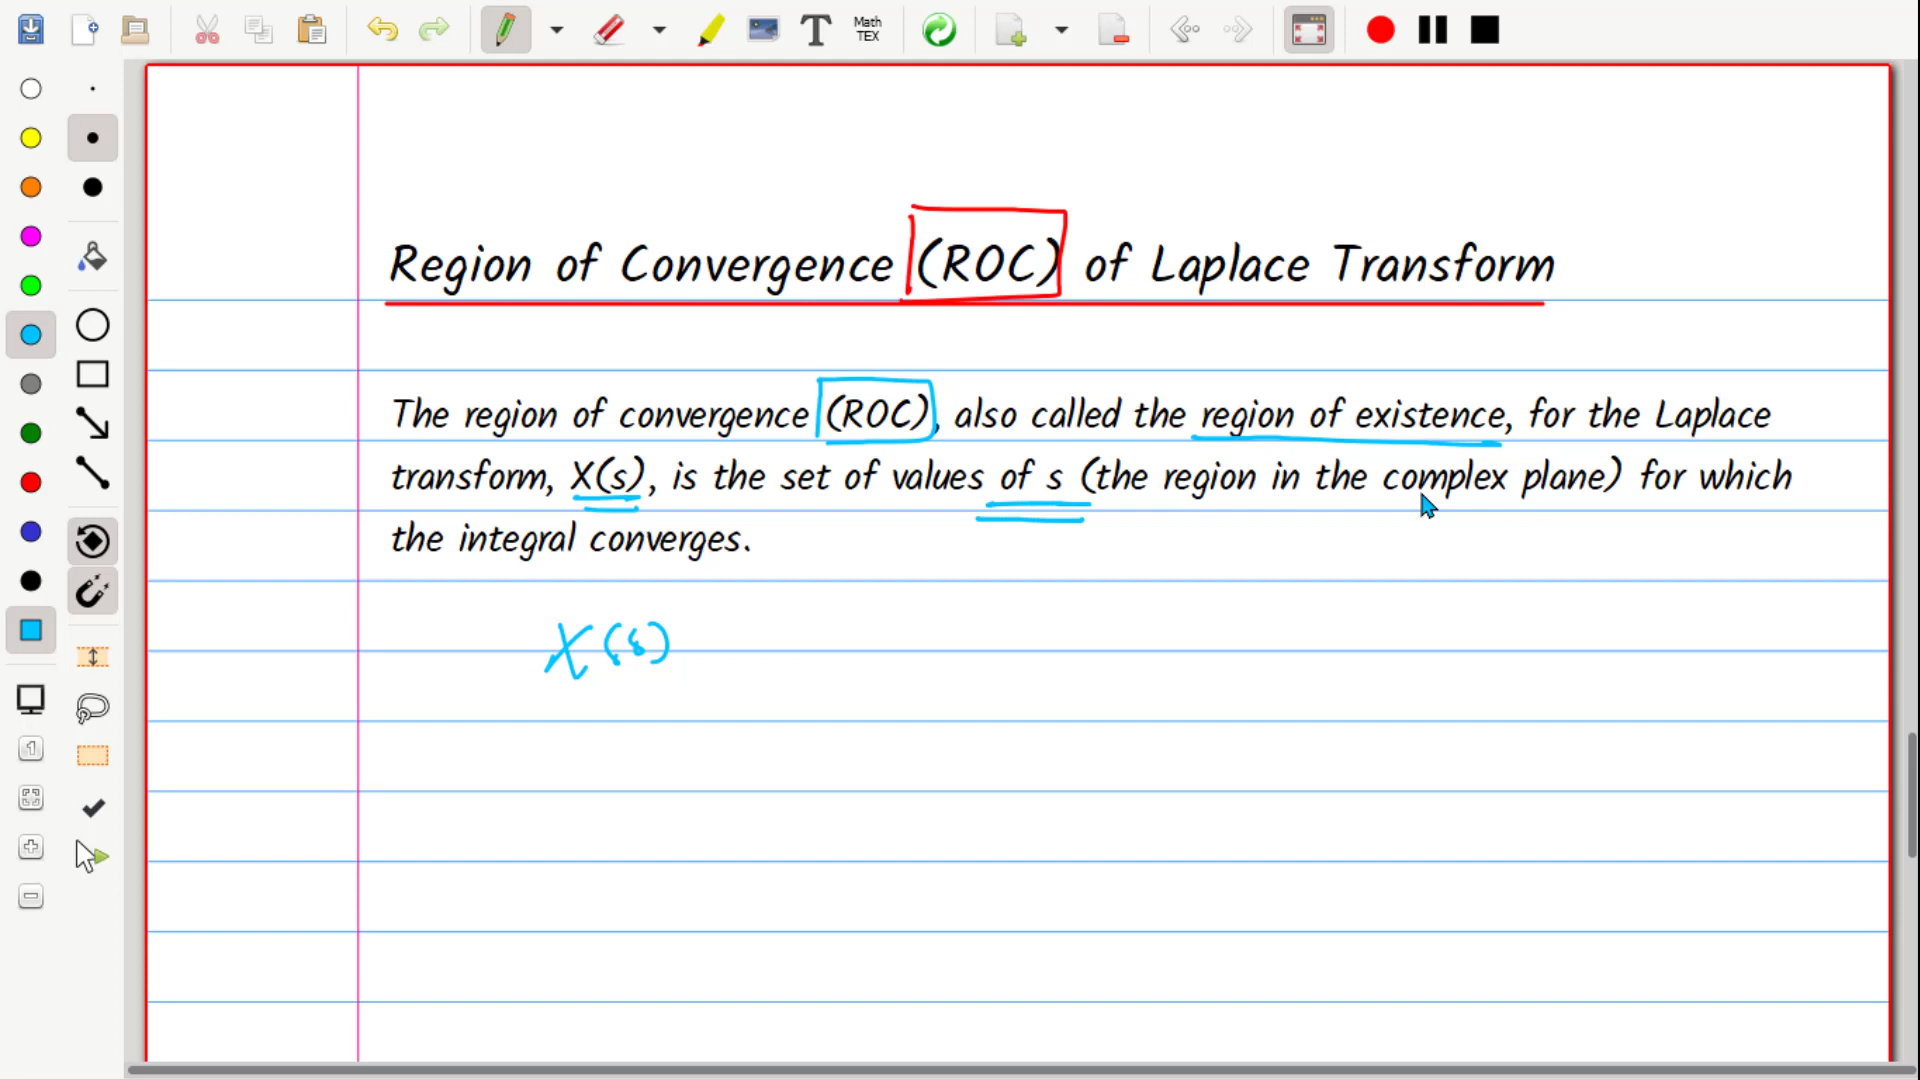 Math
TEX
Region of Convergence (ROC) of Laplace Transform
The region of convergence (ROC), also called the region of existence, for the Laplace
transform, X(s), is the set of values of s (the region in the complex plane) for which
the integral converges.
X(s)